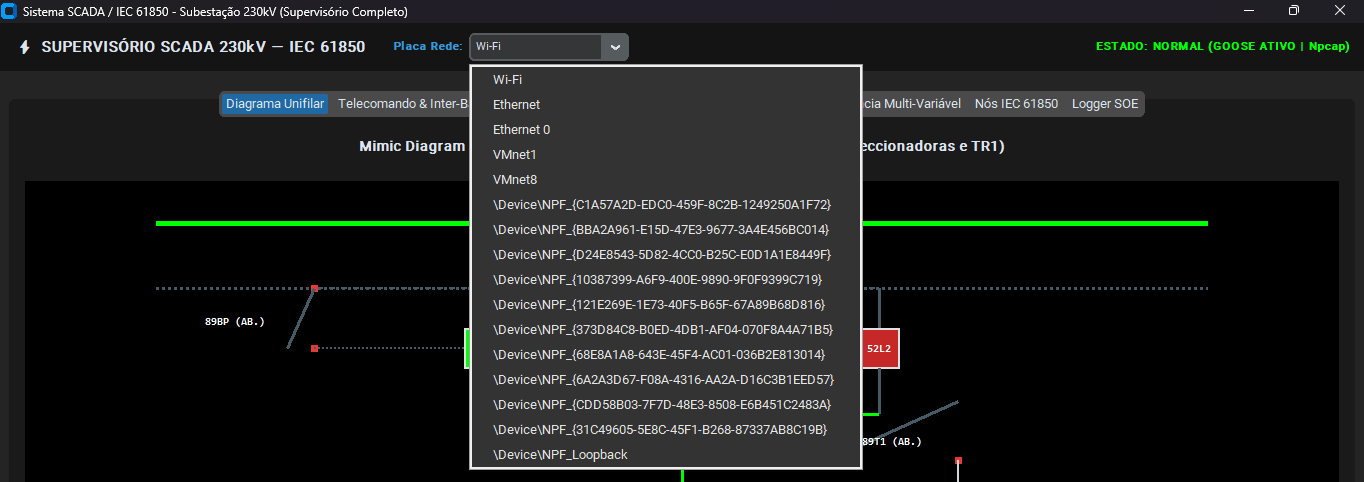 Sistema SCADA / IEC 61850 - Subestação 230kV (Supervisório Completo)
SUPERVISÓRIO SCADA 230kV — IEC 61850
Placa Rede:
Wi-Fi
ESTADO: NORMAL (GOOSE ATIVO | Npcap)
Wi-Fi
Ethernet
Ethernet 0
VMnet1
VMnet8
\Device\NPF_{C1A57A2D-EDC0-459F-8C2B-1249250A1F72}
\Device\NPF_{BBA2A961-E15D-47E3-9677-3A4E456BC014}
\Device\NPF_{D24E8543-5D82-4CC0-B25C-E0D1A1E8449F}
\Device\NPF_{10387399-A6F9-400E-9890-9F0F9399C719}
\Device\NPF_{121E269E-1E73-40F5-B65F-67A89B68D816}
\Device\NPF_{373D84C8-B0ED-4DB1-AF04-070F8A4A71B5}
\Device\NPF_{68E8A1A8-643E-45F4-AC01-036B2E813014}
\Device\NPF_{6A2A3D67-F08A-4316-AA2A-D16C3B1EED57}
\Device\NPF_{CDD58B03-7F7D-48E3-8508-E6B451C2483A}
\Device\NPF_{31C49605-5E8C-45F1-B268-87337AB8C19B}
\Device\NPF_Loopback
Diagrama Unifilar
Telecomando & Inter-B
cia Multi-Variável
Nós IEC 61850
Logger SOE
Mimic Diagram
eccionadoras e TR1)
89BP (AB.)
52L2
89T1 (AB.)